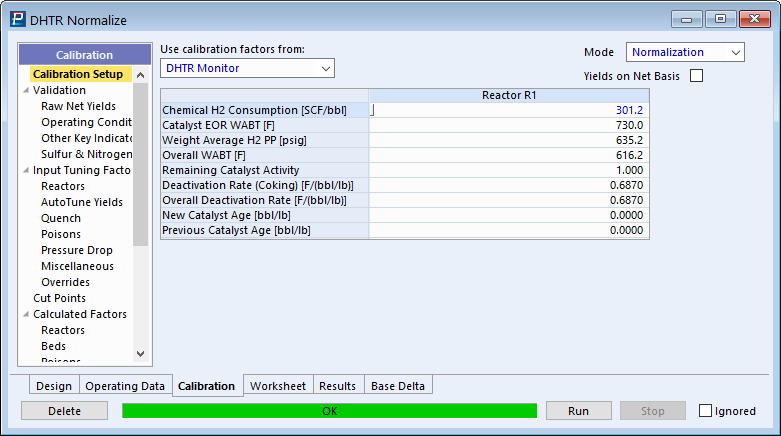 DHTR Normalize
Calibration
Calibration Setup
Validation
Raw Net Yields
Operating Condit
Other Key Indicato
Sulfur & Nitrogen
Input Tuning Facto
Reactors
AutoTune Yields
Quench
Poisons
Pressure Drop
Miscellaneous
Overrides
Cut Points
Calculated Factors
Reactors
Beds
Poisons
Use calibration factors from:
DHTR Monitor
Mode Normalization
Yields on Net Basis
Reactor R1
Chemical H2 Consumption [SCF/bbl] 301.2
Catalyst EOR WABT [F] 730.0
Weight Average H2 PP [psig] 635.2
Overall WABT [F] 616.2
Remaining Catalyst Activity 1.000
Deactivation Rate (Coking) [F/(bbl/lb)] 0.6870
Overall Deactivation Rate [F/(bbl/lb)] 0.6870
New Catalyst Age [bbl/lb] 0.0000
Previous Catalyst Age [bbl/lb] 0.0000
Design Operating Data Calibration Worksheet Results Base Delta
Delete OK Run Stop Ignored